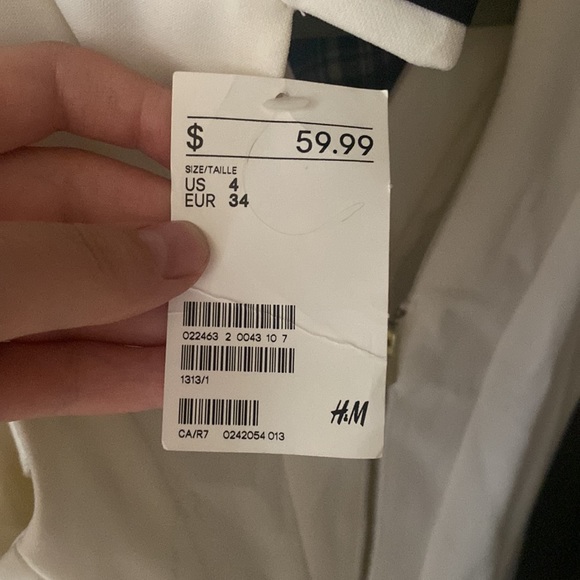 $ 59.99
SIZE/TAILLE
US 4
EUR 34
022463 2 0043 10 7
1313/1
H&M
CA/R7 0242054 013